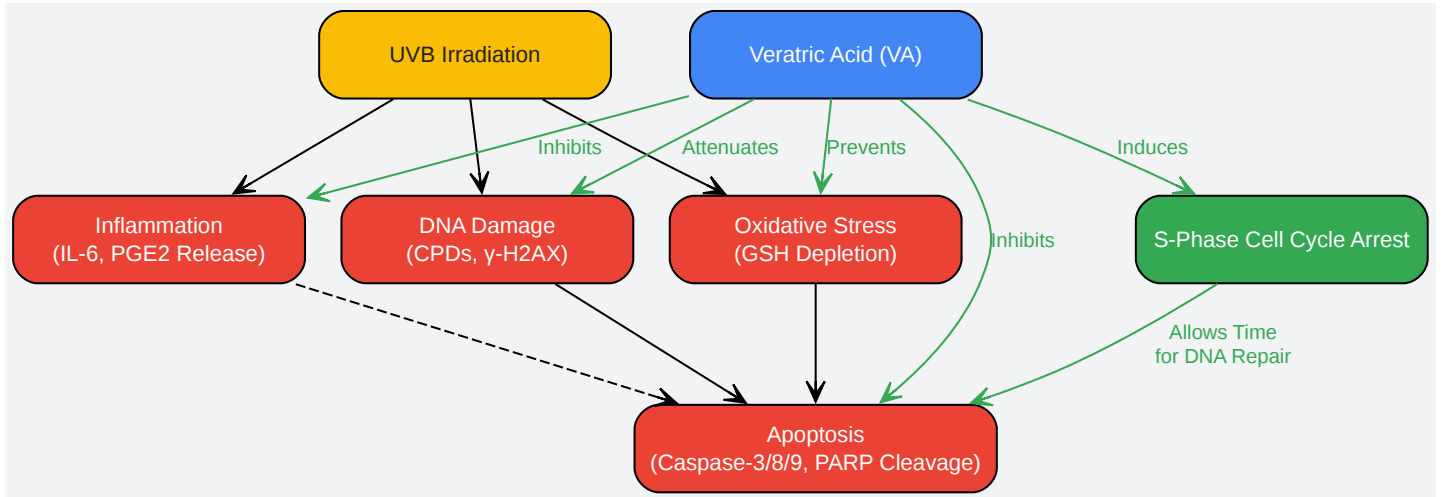 UVB Irradiation
Veratric Acid (VA)
Inhibits
Attenuates
Prevents
Induces
Inflammation
(IL-6, PGE2 Release)
DNA Damage
(CPDs, γ-H2AX)
Oxidative Stress
(GSH Depletion)
Inhibits
S-Phase Cell Cycle Arrest
Allows Time
for DNA Repair
Apoptosis
(Caspase-3/8/9, PARP Cleavage)